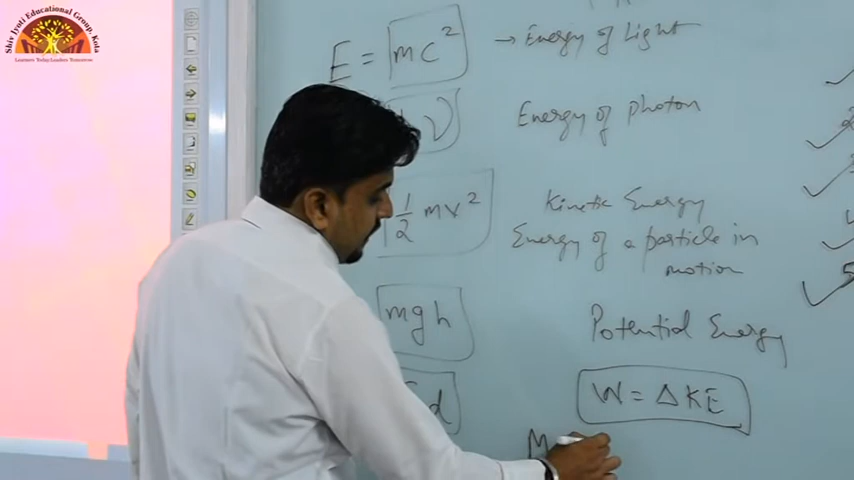 Shiv Jyoti Educational Group, Kota
Learners Today...Leaders Tomorrow
E = mc² → Energy of Light
ν Energy of photon
1/2 mv² Kinetic Energy
Energy of a particle in
motion
mgh Potential Energy
d W = ΔKE
M